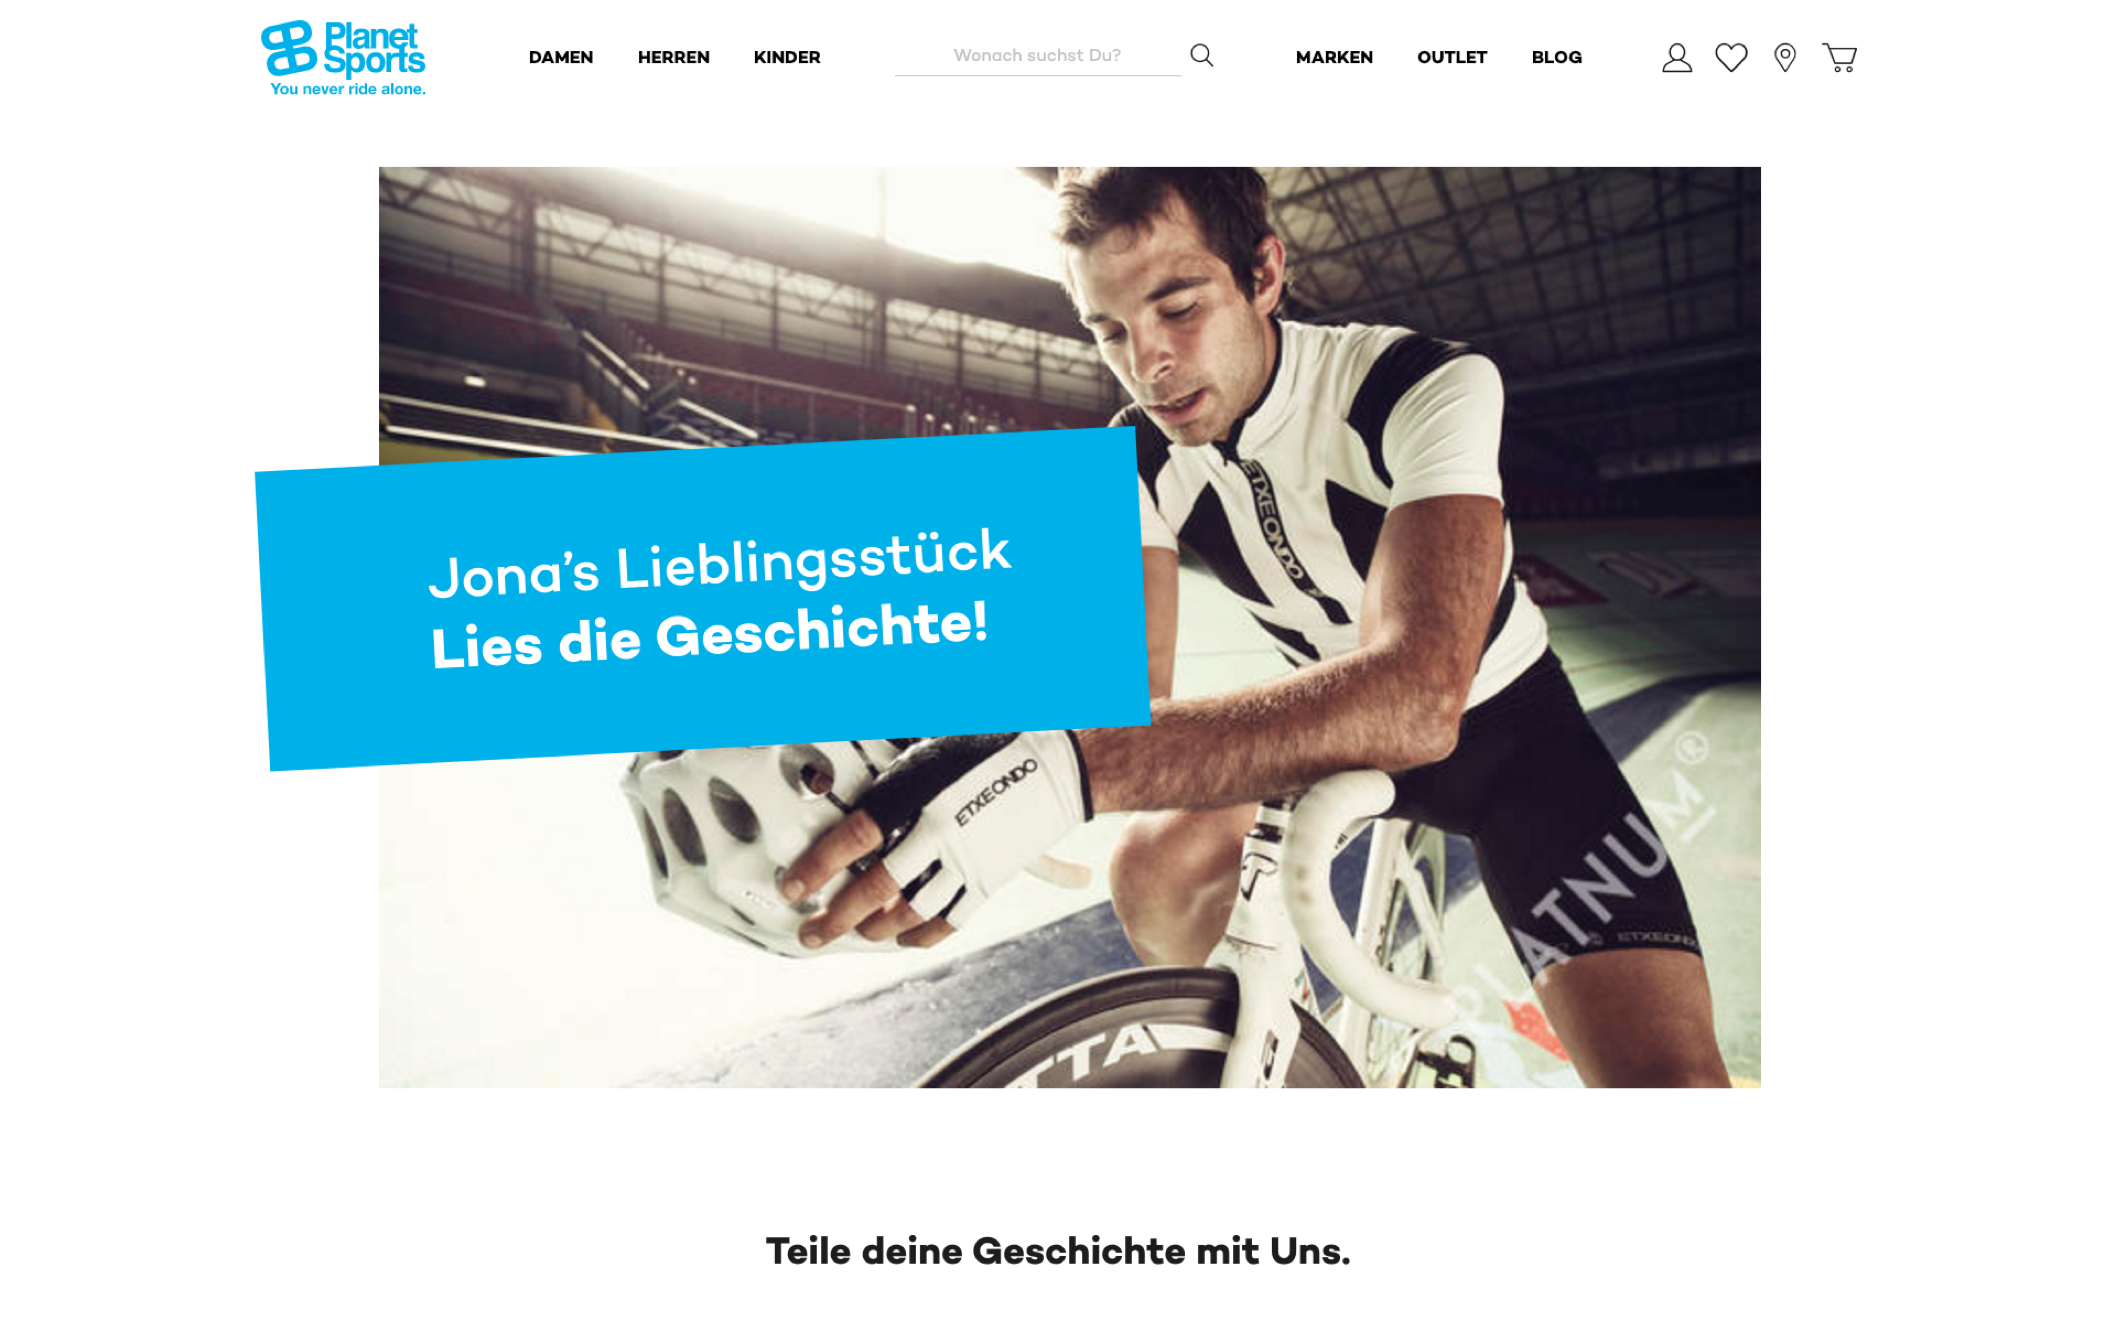 Planet
Sports
You never ride alone.
DAMEN HERREN KINDER Wonach suchst Du? MARKEN OUTLET BLOG
Jona’s Lieblingsstück
Lies die Geschichte!
ETXEONDO
ETXEONDO
ETXEONDO
PLATNUM®
TTA
Teile deine Geschichte mit Uns.